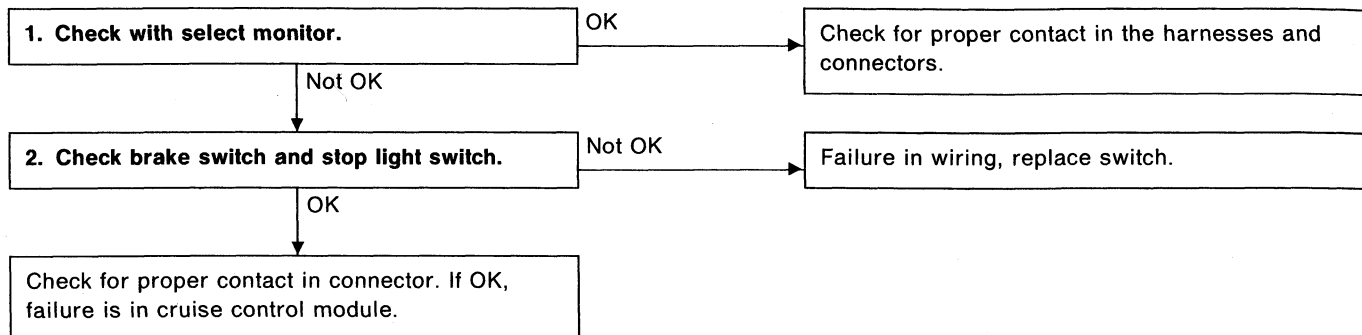 1. Check with select monitor.
OK
Check for proper contact in the harnesses and
connectors.
Not OK
2. Check brake switch and stop light switch.
Not OK
Failure in wiring, replace switch.
OK
Check for proper contact in connector. If OK,
failure is in cruise control module.